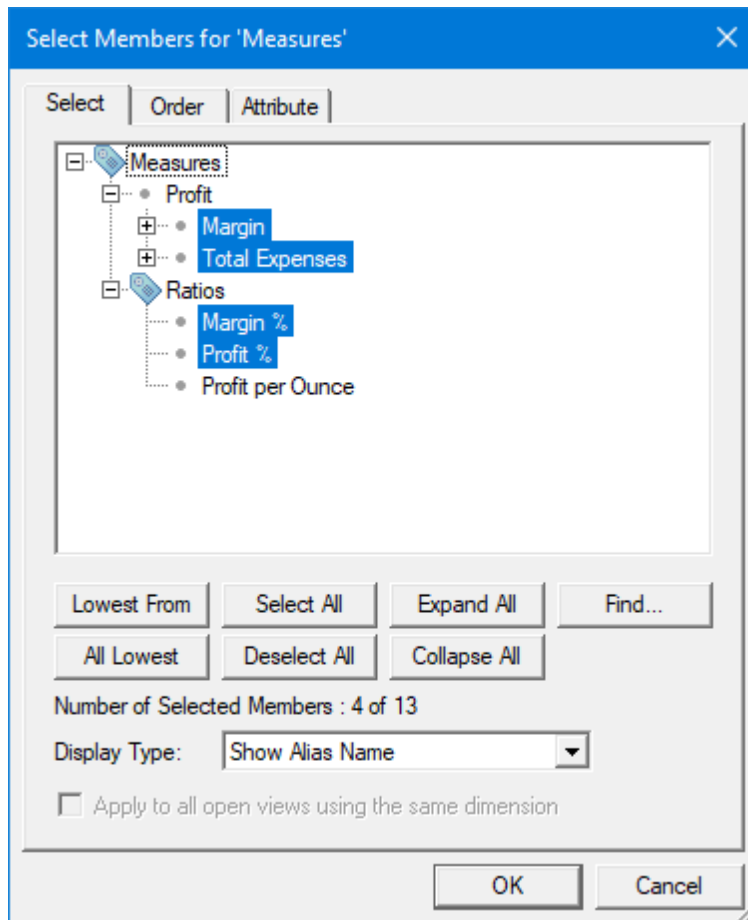 Select Members for 'Measures'
Select Order Attribute
Measures
Profit
Margin
Total Expenses
Ratios
Margin %
Profit %
Profit per Ounce
Lowest From Select All Expand All Find...
All Lowest Deselect All Collapse All
Number of Selected Members : 4 of 13
Display Type: Show Alias Name
Apply to all open views using the same dimension
OK Cancel